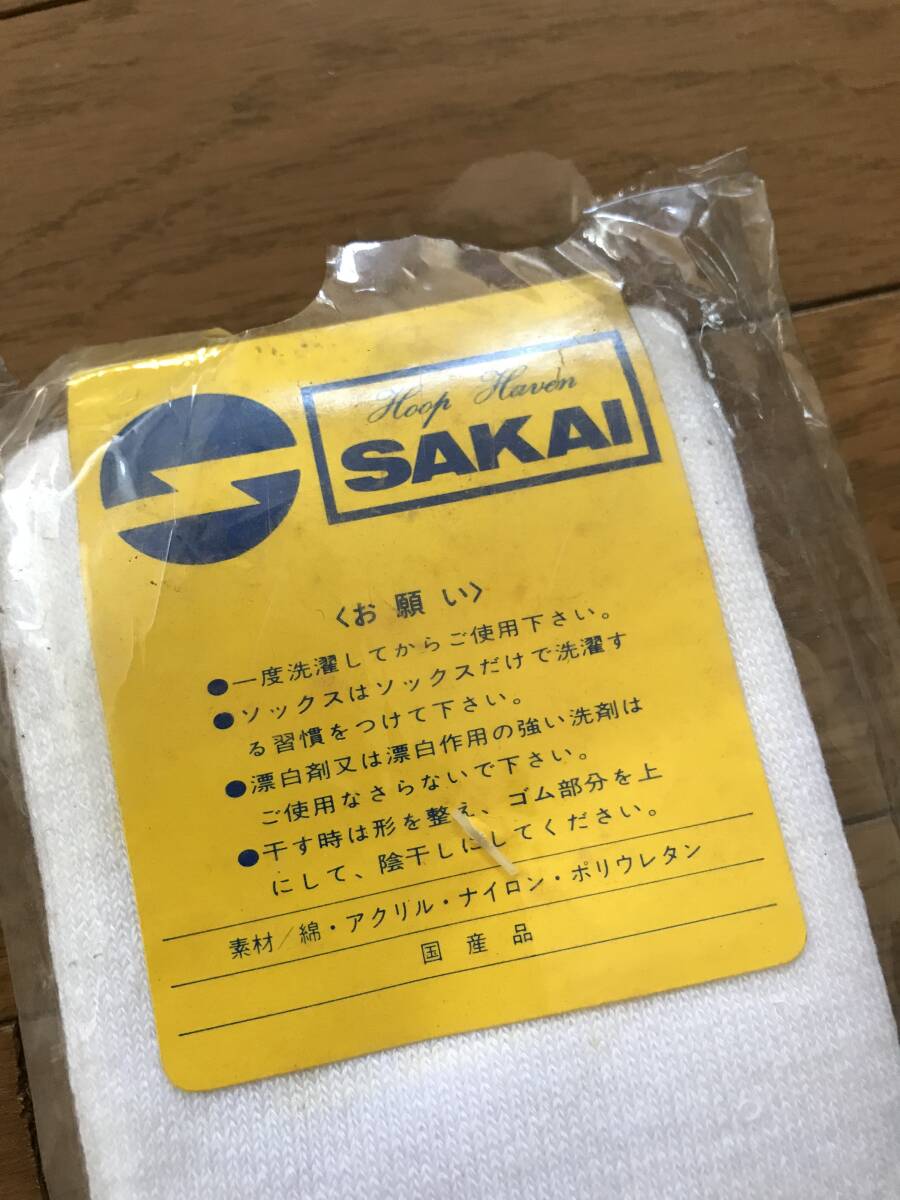 Hoop Haven
SAKAI
〈お願い〉
●一度洗濯してからご使用下さい。
●ソックスはソックスだけで洗濯す
る習慣をつけて下さい。
●漂白剤又は漂白作用の強い洗剤は
ご使用なさらないで下さい。
●干す時は形を整え、ゴム部分を上
にして、陰干しにしてください。
素材／綿・アクリル・ナイロン・ポリウレタン
国産品